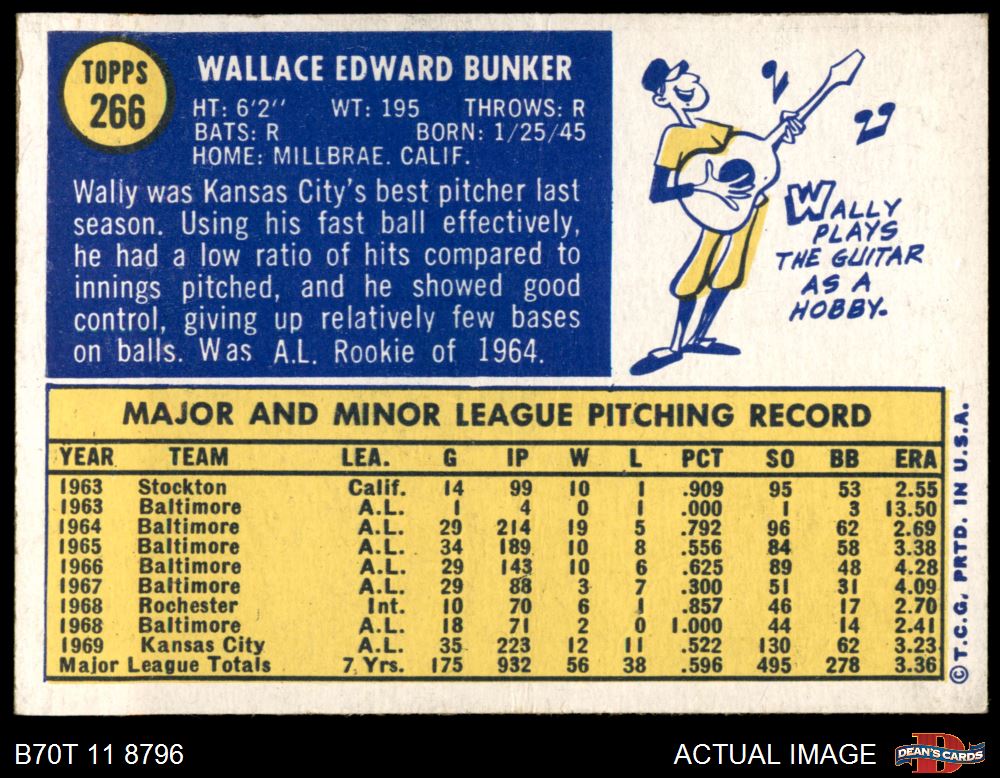 TOPPS
266
WALLACE EDWARD BUNKER
HT: 6'2" WT: 195 THROWS: R
BATS: R BORN: 1/25/45
HOME: MILLBRAE. CALIF.
Wally was Kansas City's best pitcher last
season. Using his fast ball effectively,
he had a low ratio of hits compared to
innings pitched, and he showed good
control, giving up relatively few bases
on balls. Was A.L. Rookie of 1964.
WALLY
PLAYS
THE GUITAR
AS A
HOBBY.
MAJOR AND MINOR LEAGUE PITCHING RECORD
YEAR TEAM LEA. G IP W L PCT SO BB ERA
1963 Stockton Calif. 14 99 10 1 .909 95 53 2.55
1963 Baltimore A.L. 1 4 0 1 .000 1 3 13.50
1964 Baltimore A.L. 29 214 19 5 .792 96 62 2.69
1965 Baltimore A.L. 34 189 10 8 .556 84 58 3.38
1966 Baltimore A.L. 29 143 10 6 .625 89 48 4.28
1967 Baltimore A.L. 29 88 3 7 .300 51 31 4.09
1968 Rochester Int. 10 70 6 1 .857 46 17 2.70
1968 Baltimore A.L. 18 71 2 0 1.000 44 14 2.41
1969 Kansas City A.L. 35 223 12 11 .522 130 62 3.23
Major League Totals 7 Yrs. 175 932 56 38 .596 495 278 3.36
© T.C.G. PRTD. IN U.S.A.
B70T 11 8796
ACTUAL IMAGE
D
DEAN'S CARDS